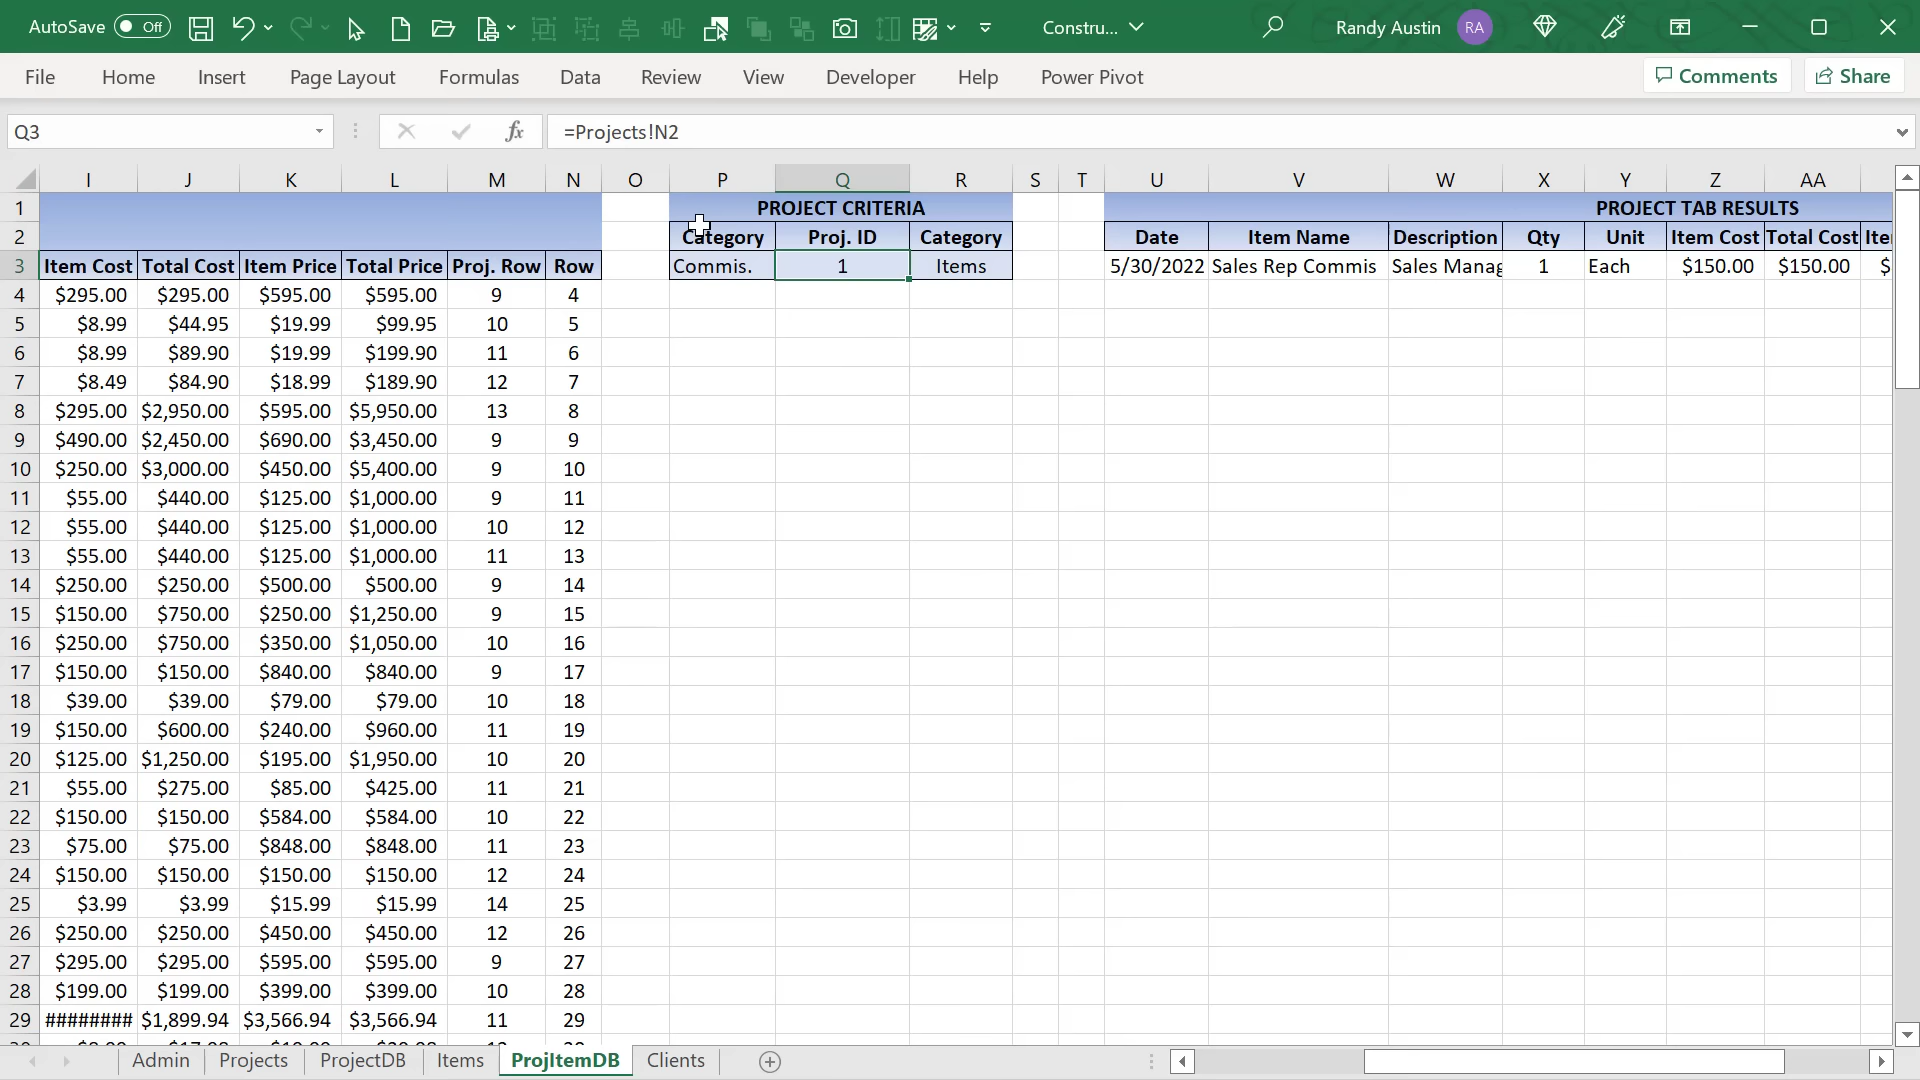 AutoSave Off Constru... Randy Austin RA
File Home Insert Page Layout Formulas Data Review View Developer Help Power Pivot Comments Share
Q3 fx =Projects!N2
I J K L M N O P Q R S T U V W X Y Z AA
1 PROJECT CRITERIA PROJECT TAB RESULTS
2 Category Proj. ID Category Date Item Name Description Qty Unit Item Cost Total Cost Ite
3 Item Cost Total Cost Item Price Total Price Proj. Row Row Commis. 1 Items 5/30/2022 Sales Rep Commis Sales Manag 1 Each $150.00 $150.00 $
4 $295.00 $295.00 $595.00 $595.00 9 4
5 $8.99 $44.95 $19.99 $99.95 10 5
6 $8.99 $89.90 $19.99 $199.90 11 6
7 $8.49 $84.90 $18.99 $189.90 12 7
8 $295.00 $2,950.00 $595.00 $5,950.00 13 8
9 $490.00 $2,450.00 $690.00 $3,450.00 9 9
10 $250.00 $3,000.00 $450.00 $5,400.00 9 10
11 $55.00 $440.00 $125.00 $1,000.00 9 11
12 $55.00 $440.00 $125.00 $1,000.00 10 12
13 $55.00 $440.00 $125.00 $1,000.00 11 13
14 $250.00 $250.00 $500.00 $500.00 9 14
15 $150.00 $750.00 $250.00 $1,250.00 9 15
16 $250.00 $750.00 $350.00 $1,050.00 10 16
17 $150.00 $150.00 $840.00 $840.00 9 17
18 $39.00 $39.00 $79.00 $79.00 10 18
19 $150.00 $600.00 $240.00 $960.00 11 19
20 $125.00 $1,250.00 $195.00 $1,950.00 10 20
21 $55.00 $275.00 $85.00 $425.00 11 21
22 $150.00 $150.00 $584.00 $584.00 10 22
23 $75.00 $75.00 $848.00 $848.00 11 23
24 $150.00 $150.00 $150.00 $150.00 12 24
25 $3.99 $3.99 $15.99 $15.99 14 25
26 $250.00 $250.00 $450.00 $450.00 12 26
27 $295.00 $295.00 $595.00 $595.00 9 27
28 $199.00 $199.00 $399.00 $399.00 10 28
29 ######## $1,899.94 $3,566.94 $3,566.94 11 29
Admin Projects ProjectDB Items ProjItemDB Clients